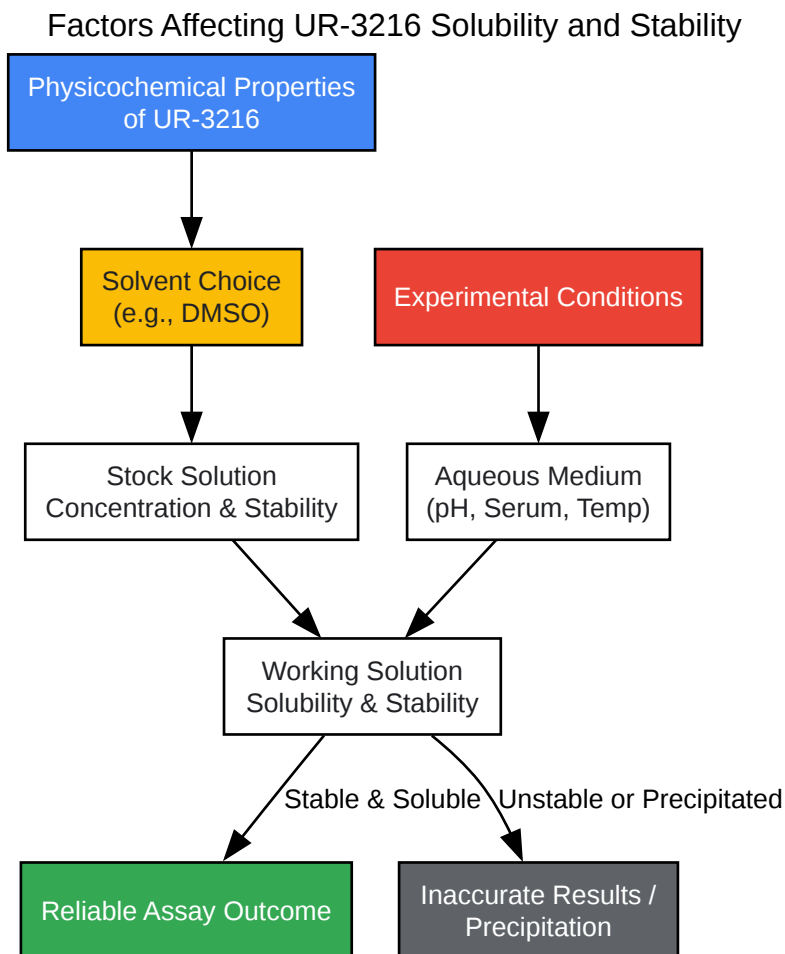 Factors Affecting UR-3216 Solubility and Stability
Physicochemical Properties
of UR-3216
Solvent Choice
(e.g., DMSO)
Experimental Conditions
Stock Solution
Concentration & Stability
Aqueous Medium
(pH, Serum, Temp)
Working Solution
Solubility & Stability
Stable & Soluble
Unstable or Precipitated
Reliable Assay Outcome
Inaccurate Results /
Precipitation